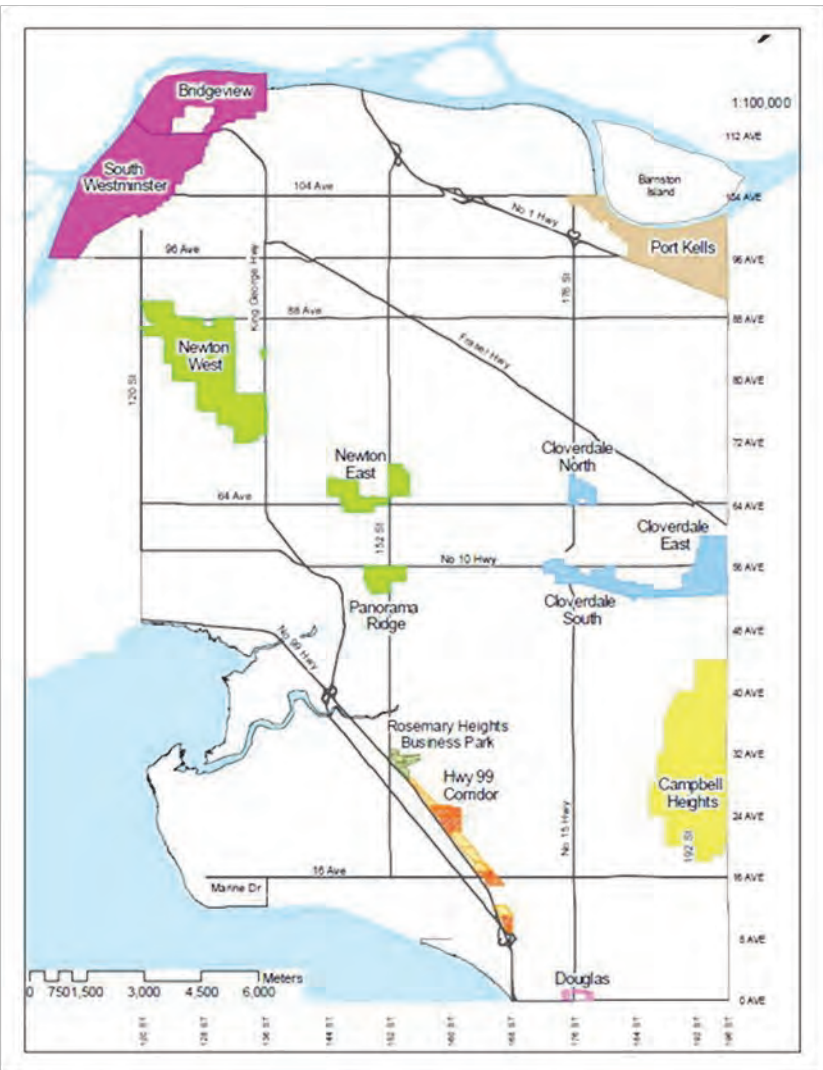 Bridgeview
1:100,000
112 AVE
South
Westminster
Barnston
Island
104 Ave
104 AVE
No 1 Hwy
Port Kells
96 Ave
96 AVE
King George Hwy
176 St
88 Ave
88 AVE
Fraser Hwy
Newton
West
120 St
80 AVE
72 AVE
Newton
East
Cloverdale
North
64 Ave
64 AVE
Cloverdale
East
152 St
No 10 Hwy
56 AVE
Panorama
Ridge
Cloverdale
South
48 AVE
No 99 Hwy
40 AVE
Rosemary Heights
Business Park
32 AVE
Hwy 99
Corridor
Campbell
Heights
24 AVE
No 15 Hwy
192 St
16 Ave
16 AVE
Marine Dr
8 AVE
Meters
Douglas
0 750 1,500 3,000 4,500 6,000
0 AVE
120 ST
128 ST
136 ST
144 ST
152 ST
160 ST
168 ST
176 ST
184 ST
192 ST
196 ST